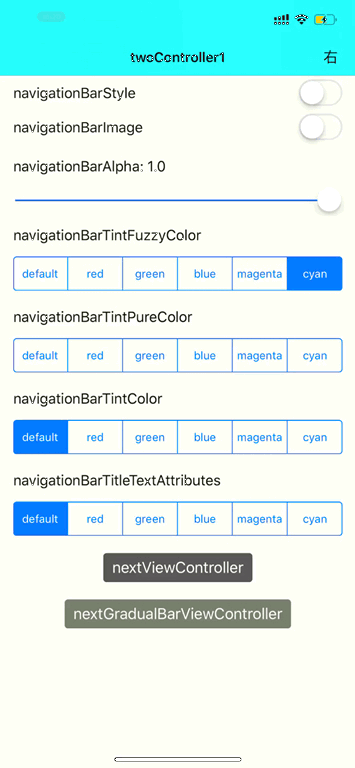 twoController1 右
navigationBarStyle
navigationBarImage
navigationBarAlpha: 1.0
navigationBarTintFuzzyColor
default red green blue magenta cyan
navigationBarTintPureColor
default red green blue magenta cyan
navigationBarTintColor
default red green blue magenta cyan
navigationBarTitleTextAttributes
default red green blue magenta cyan
nextViewController
nextGradualBarViewController